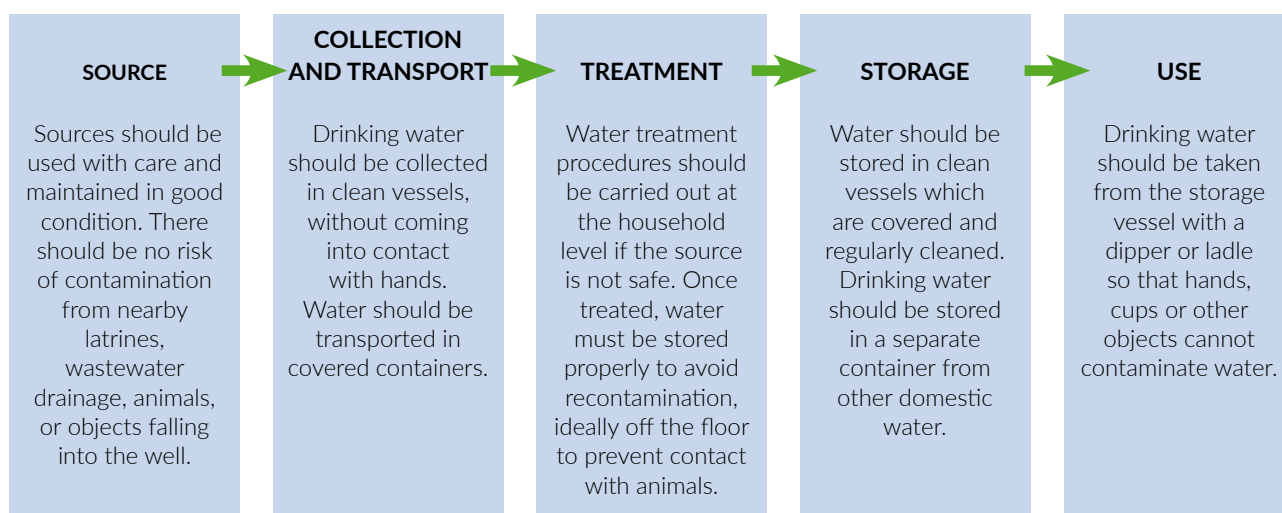 SOURCE
Sources should be
used with care and
maintained in good
condition. There
should be no risk
of contamination
from nearby
latrines,
wastewater
drainage, animals,
or objects falling
into the well.
COLLECTION
AND TRANSPORT
Drinking water
should be collected
in clean vessels,
without coming
into contact
with hands.
Water should be
transported in
covered containers.
TREATMENT
Water treatment
procedures should
be carried out at
the household
level if the source
is not safe. Once
treated, water
must be stored
properly to avoid
recontamination,
ideally off the floor
to prevent contact
with animals.
STORAGE
Water should be
stored in clean
vessels which
are covered and
regularly cleaned.
Drinking water
should be stored
in a separate
container from
other domestic
water.
USE
Drinking water
should be taken
from the storage
vessel with a
dipper or ladle
so that hands,
cups or other
objects cannot
contaminate water.